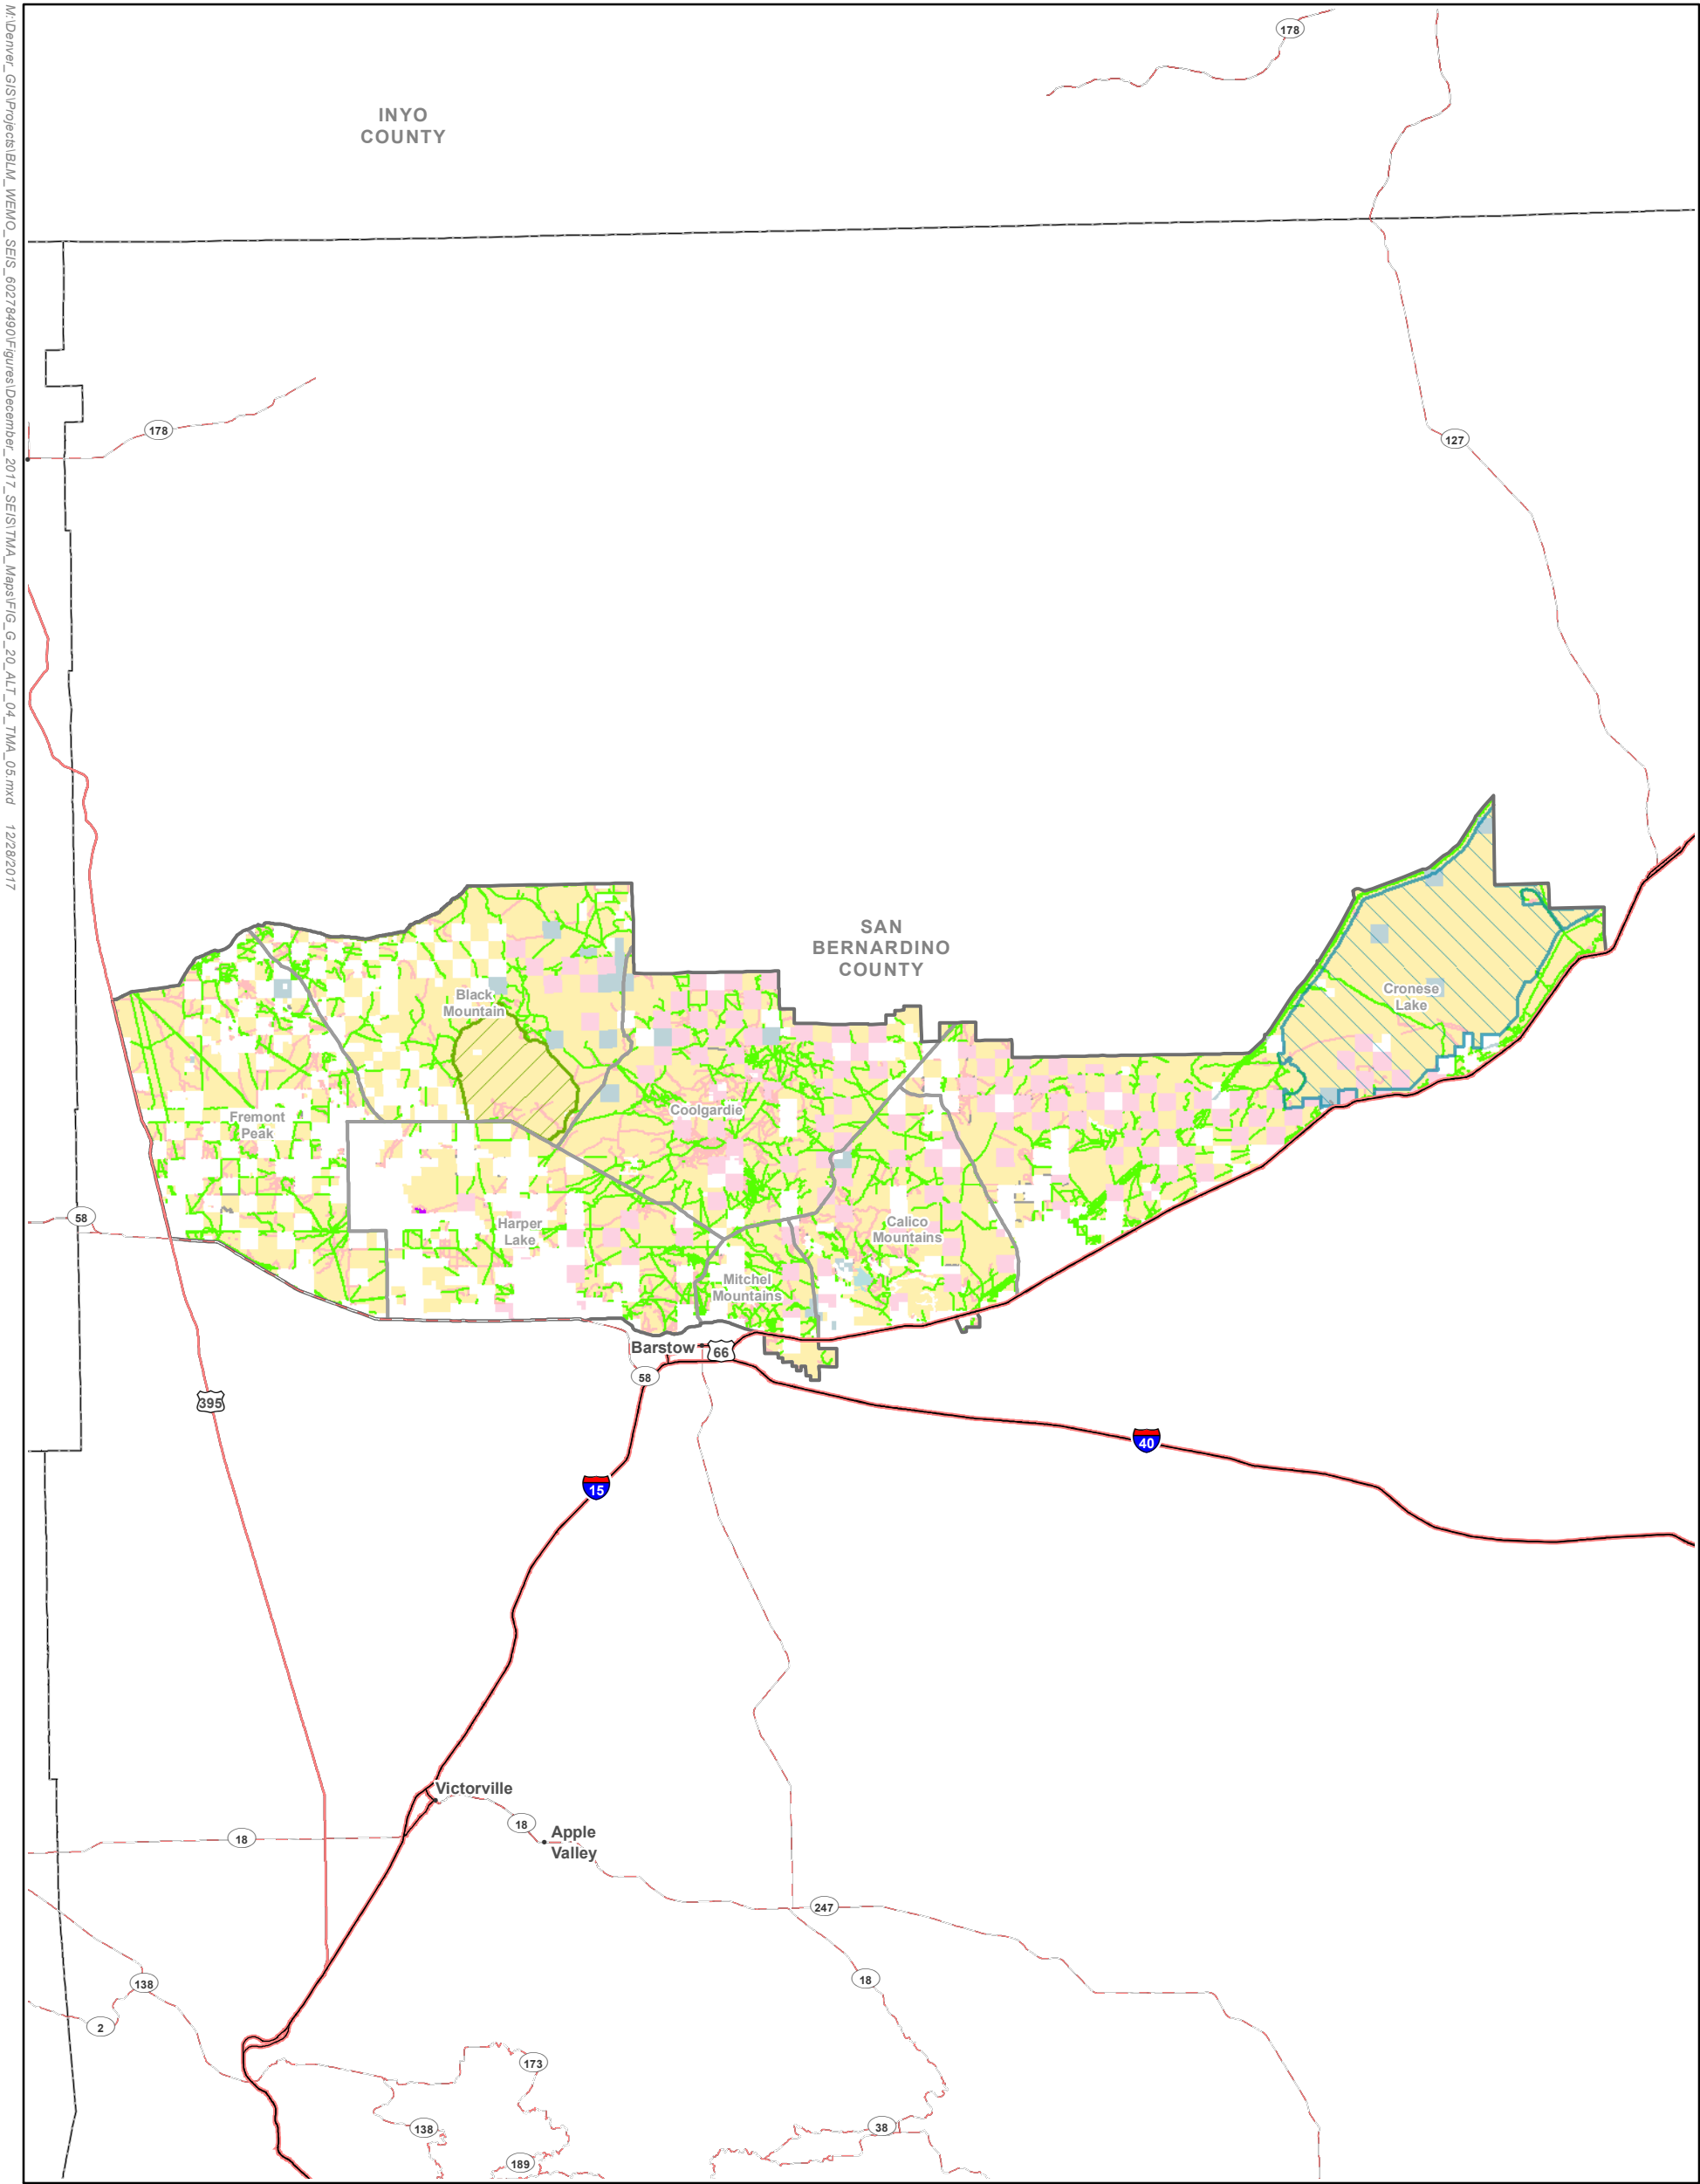 M:\Denver_GIS\Projects\BLM_WEMO_SEIS_60278490\Figures\December_2017_SEIS\TMA_Maps\FIG_G_20_ALT_04_TMA_05.mxd 12/28/2017
178
INYO
COUNTY
178
127
SAN
BERNARDINO
COUNTY
Black
Mountain
Cronese
Lake
Fremont
Peak
Coolgardie
58
Harper
Lake
Calico
Mountains
Mitchel
Mountains
Barstow
66
58
395
40
15
Victorville
18
18
Apple
Valley
247
138
18
2
173
138
38
189